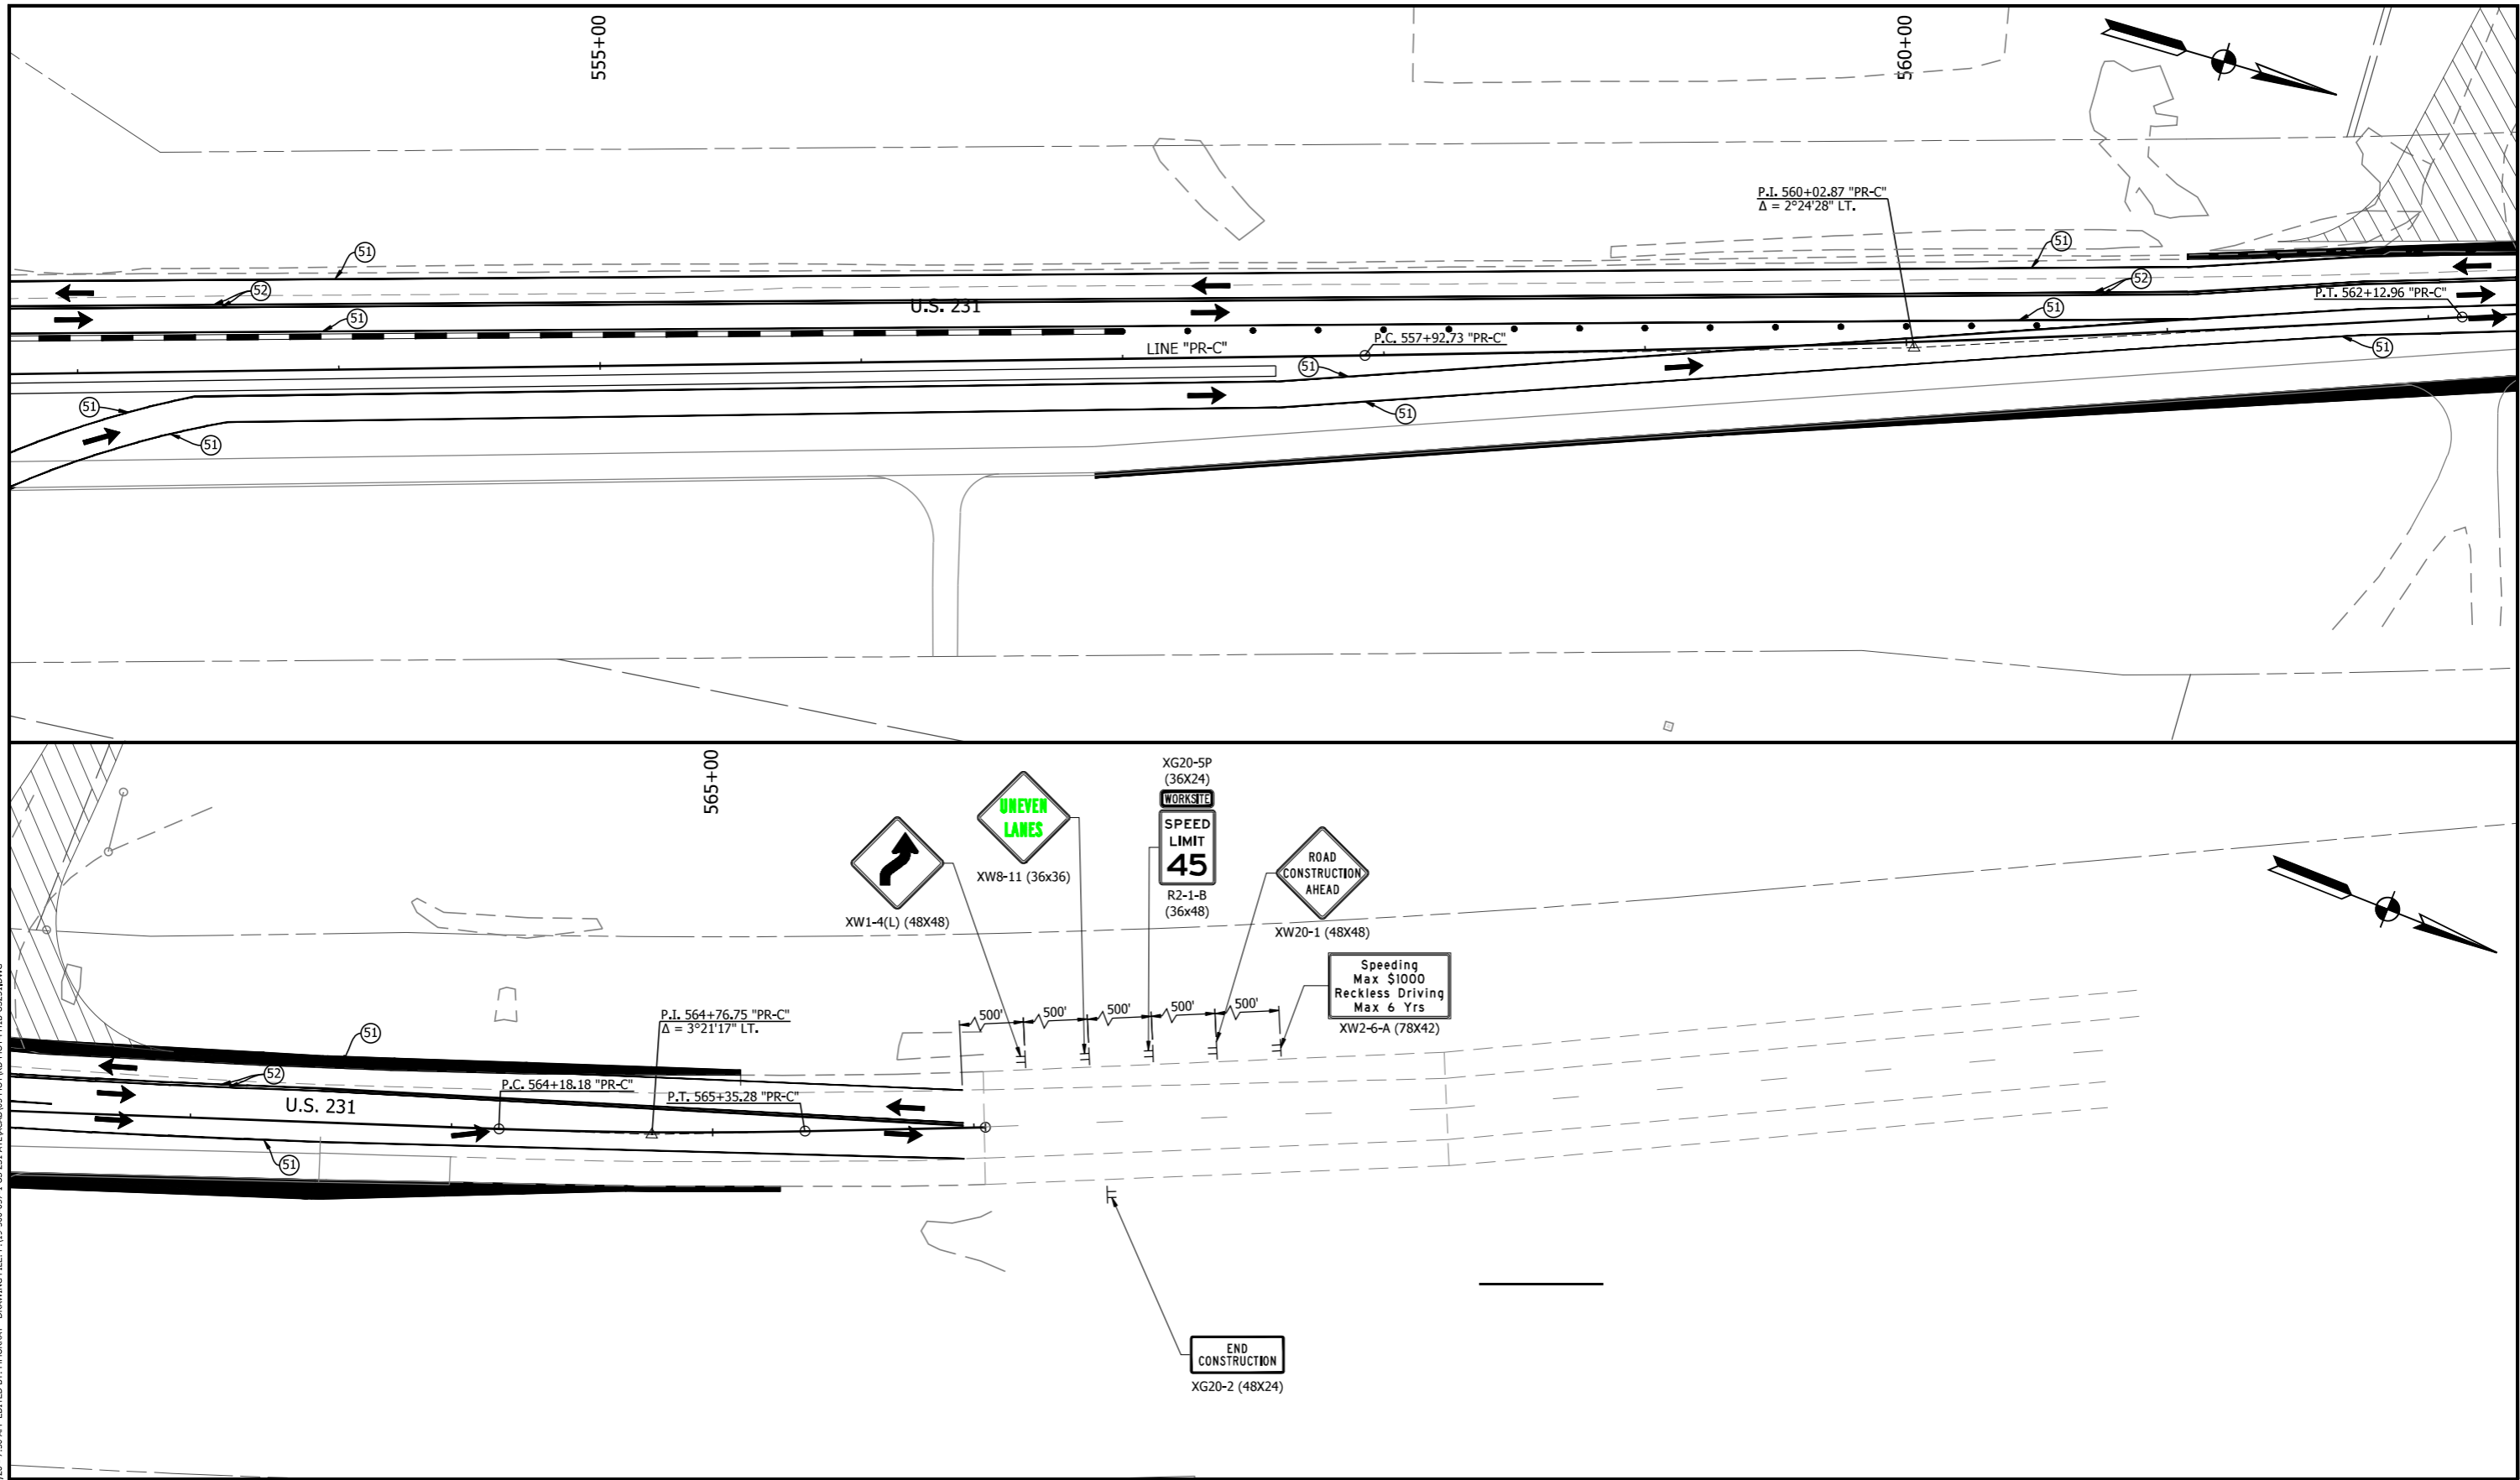 555+00
560+00
P.I. 560+02.87 "PR-C"
Δ = 2°24'28" LT.
51
51
52
52
51
51
U.S. 231
P.T. 562+12.96 "PR-C"
P.C. 557+92.73 "PR-C"
LINE "PR-C"
51
51
51
51
51
565+00
XG20-5P
(36X24)
WORKSITE
SPEED
LIMIT
45
R2-1-B
(36x48)
UNEVEN
LANES
XW8-11 (36x36)
XW1-4(L) (48X48)
ROAD
CONSTRUCTION
AHEAD
XW20-1 (48X48)
Speeding
Max $1000
Reckless Driving
Max 6 Yrs
XW2-6-A (78X42)
500'
500'
500'
500'
500'
P.I. 564+76.75 "PR-C"
Δ = 3°21'17" LT.
51
52
P.C. 564+18.18 "PR-C"
P.T. 565+35.28 "PR-C"
U.S. 231
51
END
CONSTRUCTION
XG20-2 (48X24)